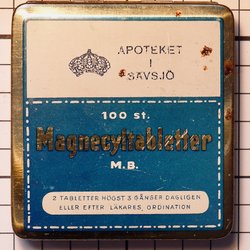 APOTEKET
I
SÄVSJÖ
100 st.
Magnecyltabletter
M.B.
2 TABLETTER HÖGST 3 GÅNGER DAGLIGEN
ELLER EFTER LÄKARES ORDINATION